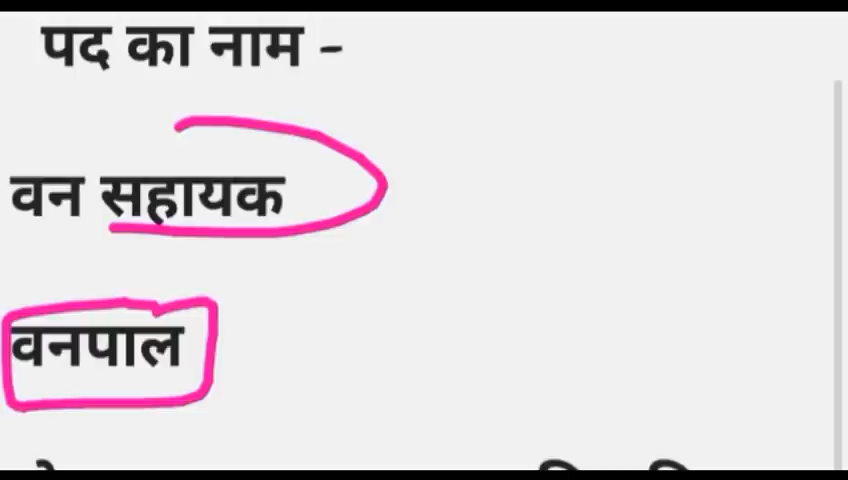 पद का नाम -
वन सहायक
वनपाल